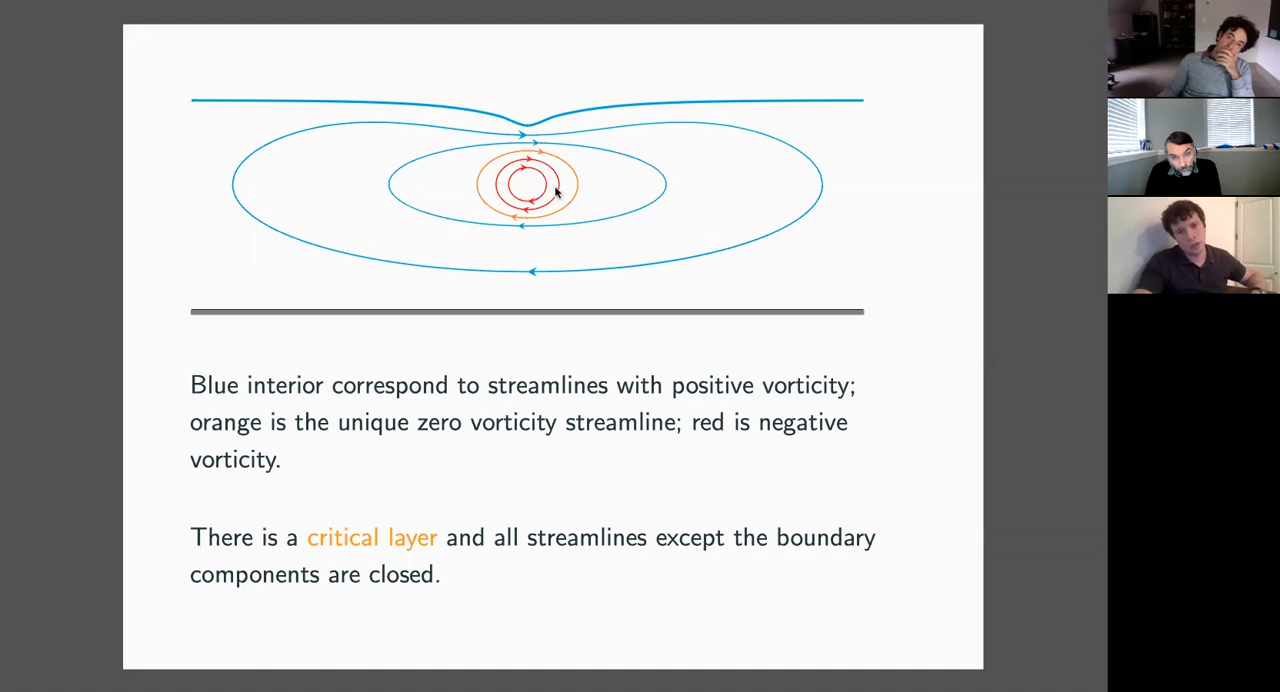 Blue interior correspond to streamlines with positive vorticity;
orange is the unique zero vorticity streamline; red is negative
vorticity.
There is a critical layer and all streamlines except the boundary
components are closed.